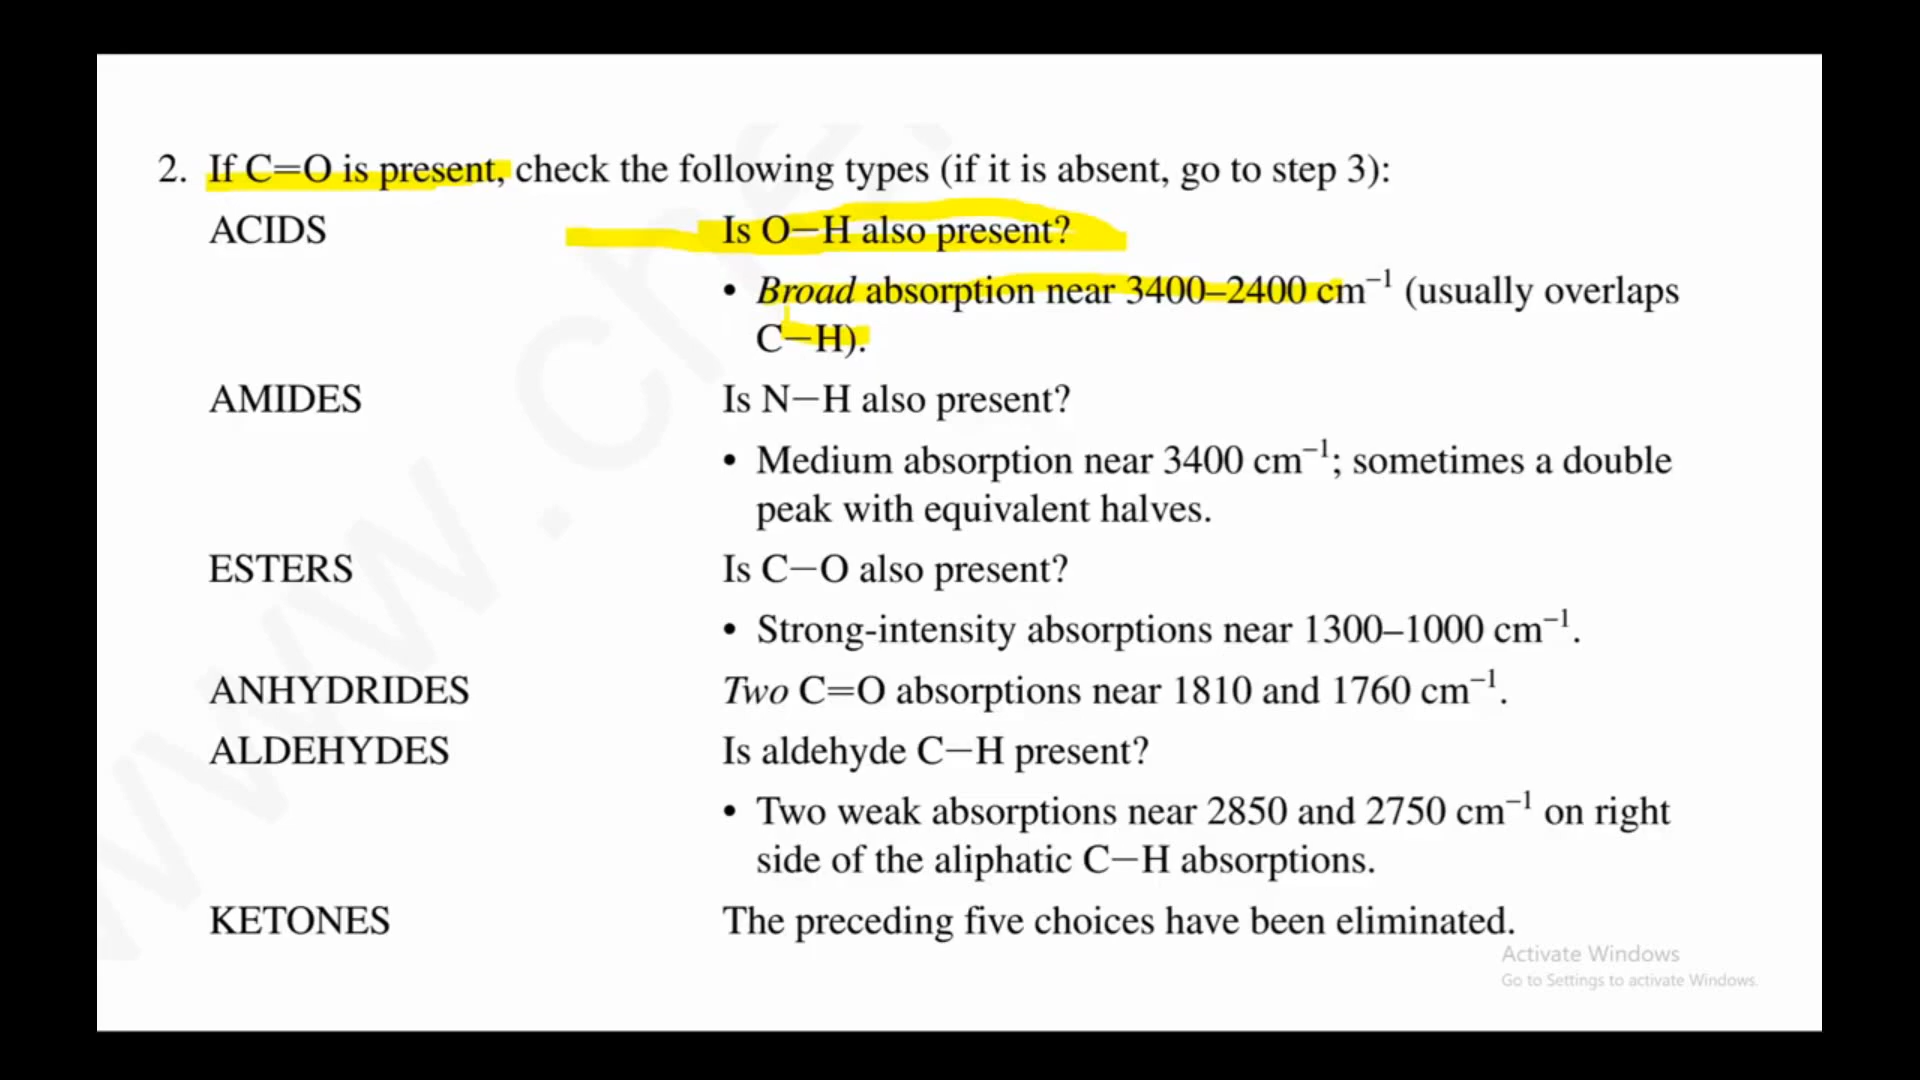 2. If C=O is present, check the following types (if it is absent, go to step 3):
ACIDS Is O—H also present?
• Broad absorption near 3400–2400 cm⁻¹ (usually overlaps
C—H).
AMIDES Is N—H also present?
• Medium absorption near 3400 cm⁻¹; sometimes a double
peak with equivalent halves.
ESTERS Is C—O also present?
• Strong-intensity absorptions near 1300–1000 cm⁻¹.
ANHYDRIDES Two C=O absorptions near 1810 and 1760 cm⁻¹.
ALDEHYDES Is aldehyde C—H present?
• Two weak absorptions near 2850 and 2750 cm⁻¹ on right
side of the aliphatic C—H absorptions.
KETONES The preceding five choices have been eliminated.
Activate Windows
Go to Settings to activate Windows.